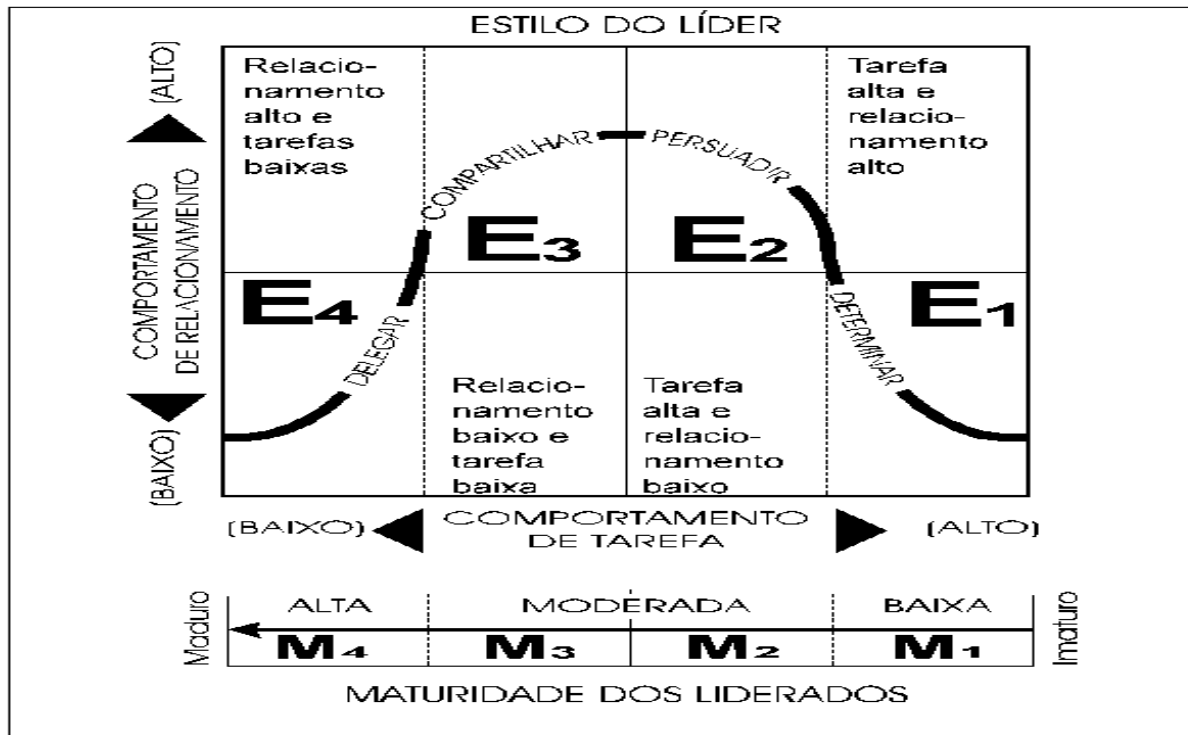 ESTILO DO LÍDER
(ALTO)
COMPORTAMENTO
DE RELACIONAMENTO
(BAIXO)
Relacio-
namento
alto e
tarefas
baixas
Tarefa
alta e
relacio-
namento
alto
COMPARTILHAR
PERSUADIR
E3
E2
E4
E1
DELEGAR
DETERMINAR
Relacio-
namento
baixo e
tarefa
baixa
Tarefa
alta e
relacio-
namento
baixo
(BAIXO)
COMPORTAMENTO
DE TAREFA
(ALTO)
Maduro
ALTA
MODERADA
BAIXA
Imaturo
M4
M3
M2
M1
MATURIDADE DOS LIDERADOS